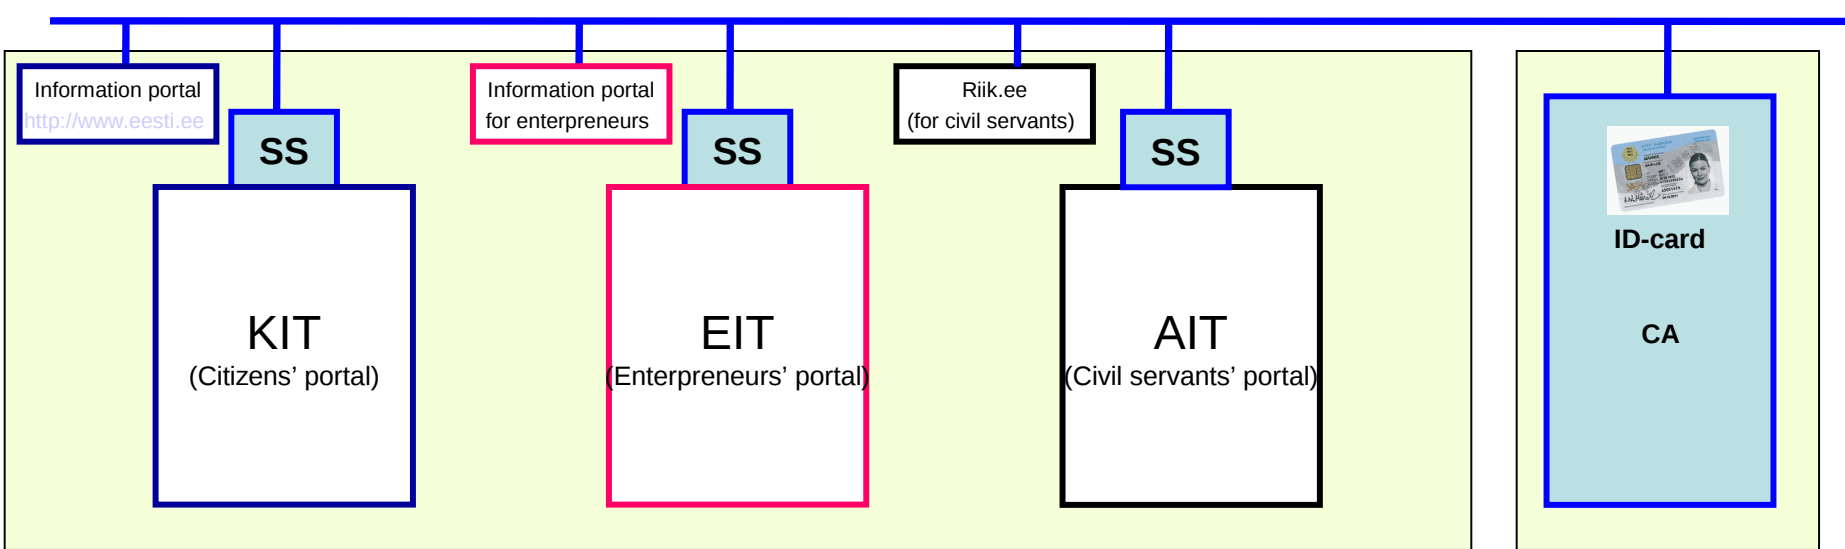 Information portal
http://www.eesti.ee
SS
KIT
(Citizens' portal)
Information portal
for enterpreneurs
SS
EIT
(Enterpreneurs’ portal)
Riik.ee
(for civil servants)
SS
AIT
(Civil servants’ portal)
ID-card
CA